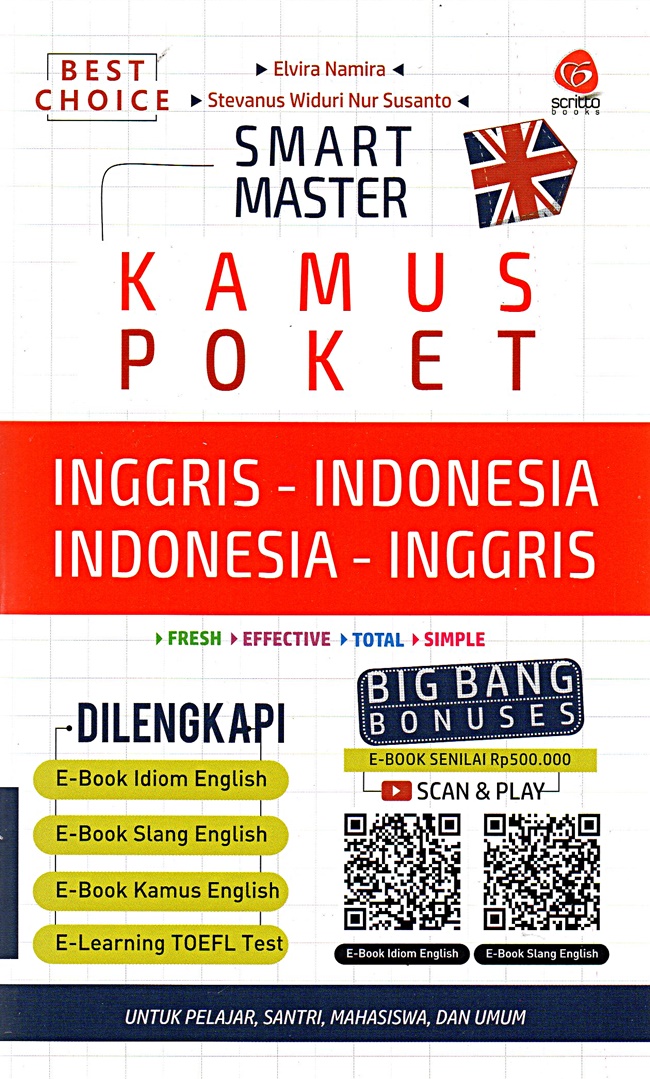 BEST
CHOICE
Elvira Namira
Stevanus Widuri Nur Susanto
scritto
books
SMART
MASTER
KAMUS
POKET
INGGRIS - INDONESIA
INDONESIA - INGGRIS
FRESH EFFECTIVE TOTAL SIMPLE
DILENGKAPI
E-Book Idiom English
E-Book Slang English
E-Book Kamus English
E-Learning TOEFL Test
BIG BANG
BONUSES
E-BOOK SENILAI Rp500.000
SCAN & PLAY
E-Book Idiom English
E-Book Slang English
UNTUK PELAJAR, SANTRI, MAHASISWA, DAN UMUM